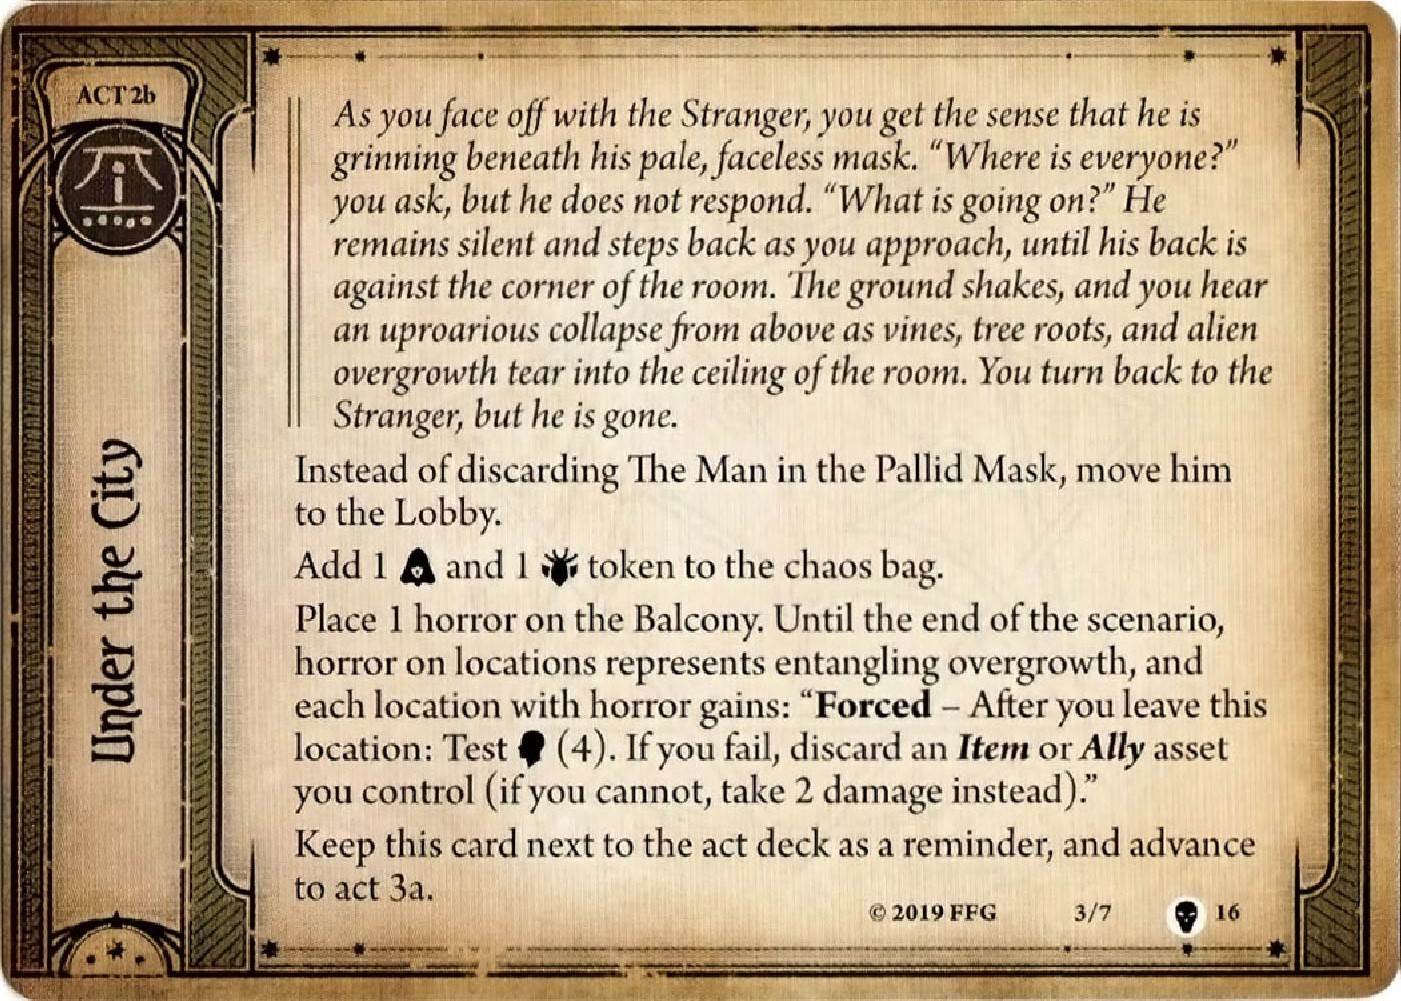 ACT 2b
Under the City
As you face off with the Stranger, you get the sense that he is
grinning beneath his pale, faceless mask. “Where is everyone?”
you ask, but he does not respond. “What is going on?” He
remains silent and steps back as you approach, until his back is
against the corner of the room. The ground shakes, and you hear
an uproarious collapse from above as vines, tree roots, and alien
overgrowth tear into the ceiling of the room. You turn back to the
Stranger, but he is gone.
Instead of discarding The Man in the Pallid Mask, move him
to the Lobby.
Add 1 and 1 token to the chaos bag.
Place 1 horror on the Balcony. Until the end of the scenario,
horror on locations represents entangling overgrowth, and
each location with horror gains: “Forced – After you leave this
location: Test (4). If you fail, discard an Item or Ally asset
you control (if you cannot, take 2 damage instead).”
Keep this card next to the act deck as a reminder, and advance
to act 3a.
© 2019 FFG 3/7 16